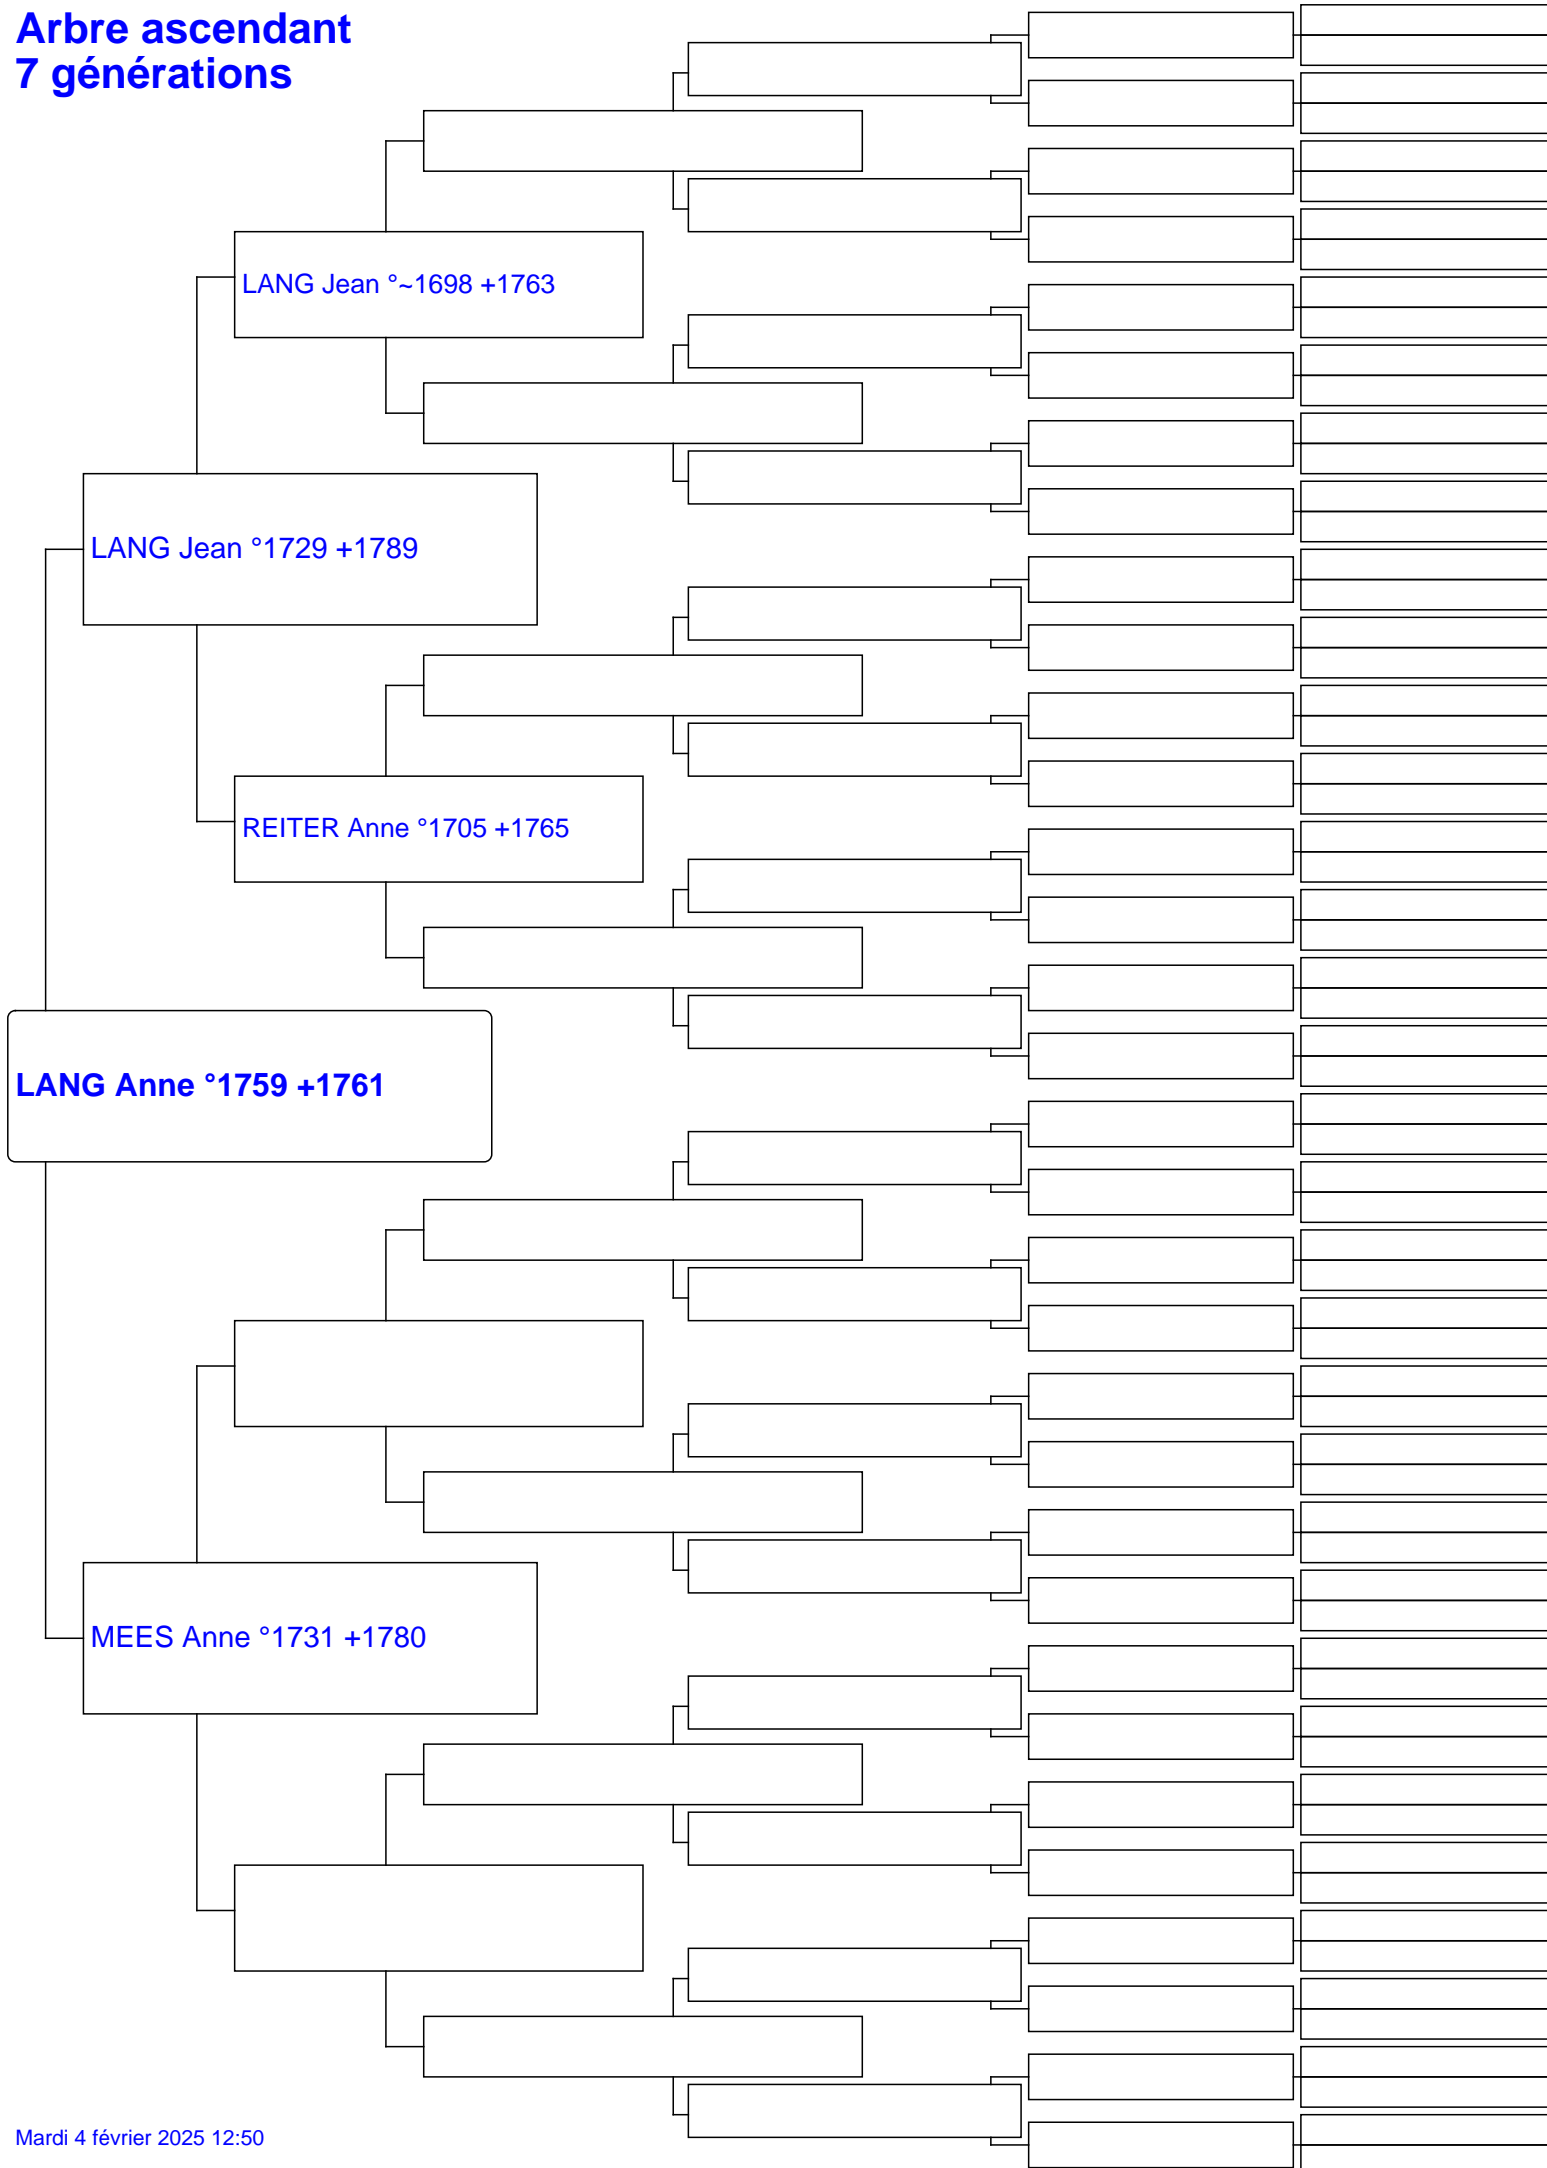 Arbre ascendant
7 générations
LANG Jean °~1698 +1763
LANG Jean °1729 +1789
REITER Anne °1705 +1765
LANG Anne °1759 +1761
MEES Anne °1731 +1780
Mardi 4 février 2025 12:50